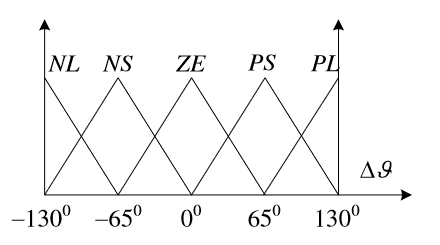 NL NS ZE PS PL
Δϑ
–130⁰ –65⁰ 0⁰ 65⁰ 130⁰